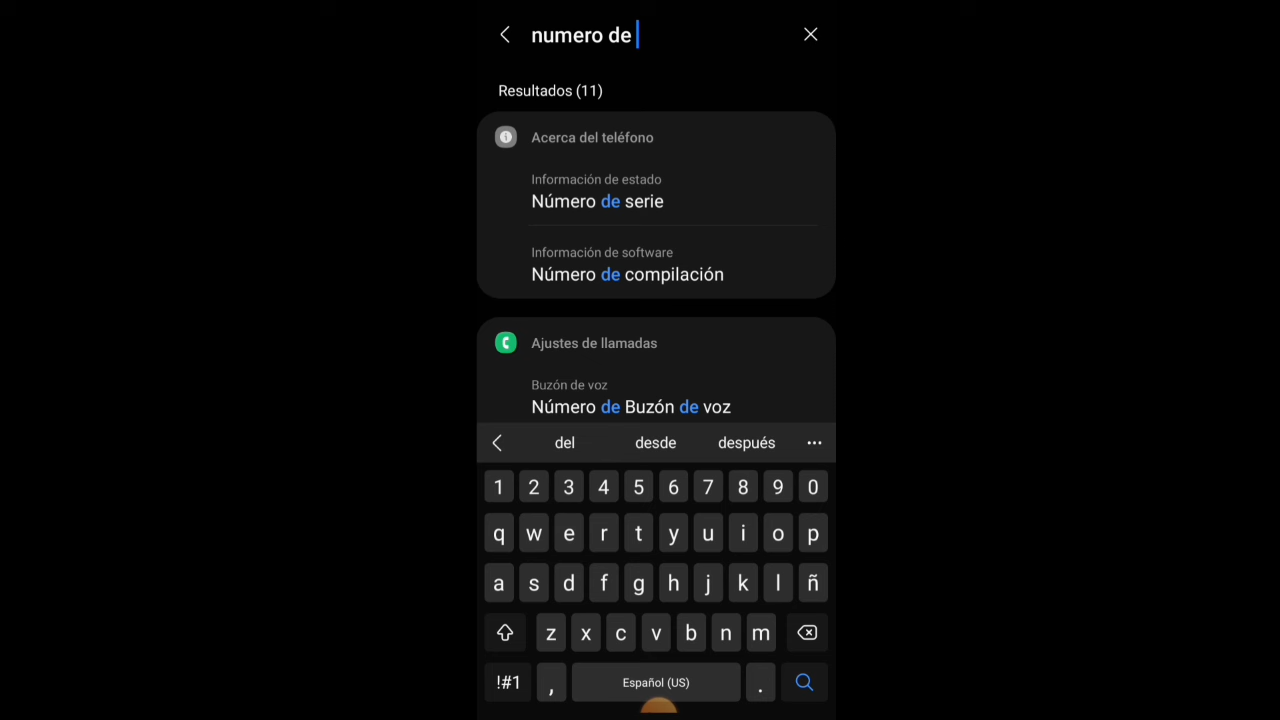 numero de
Resultados (11)
Acerca del teléfono
Información de estado
Número de serie
Información de software
Número de compilación
Ajustes de llamadas
Buzón de voz
Número de Buzón de voz
del desde después
1 2 3 4 5 6 7 8 9 0
q w e r t y u i o p
a s d f g h j k l ñ
z x c v b n m
!#1 , Español (US) .